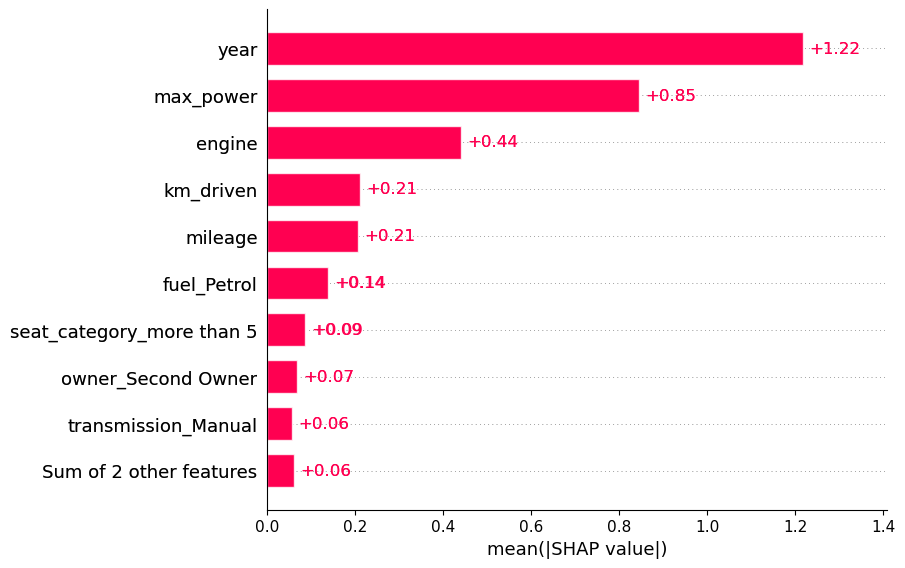 year +1.22
max_power +0.85
engine +0.44
km_driven +0.21
mileage +0.21
fuel_Petrol +0.14
seat_category_more than 5 +0.09
owner_Second Owner +0.07
transmission_Manual +0.06
Sum of 2 other features +0.06
0.0 0.2 0.4 0.6 0.8 1.0 1.2 1.4
mean(|SHAP value|)